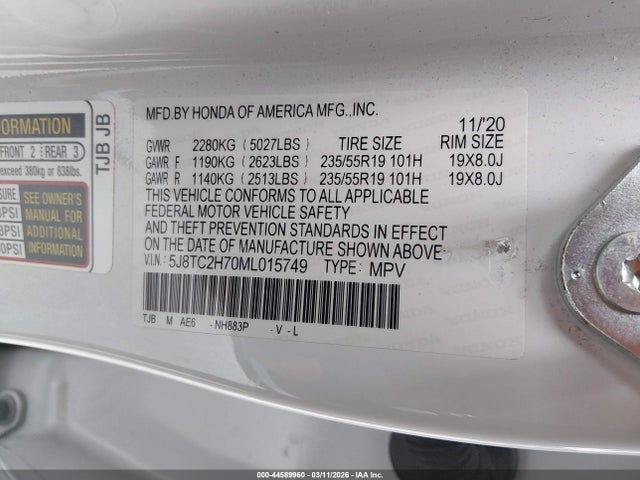 MFD.BY HONDA OF AMERICA MFG.,INC.
11/'20
GVWR 2280KG (5027LBS) TIRE SIZE RIM SIZE
GAWR F 1190KG (2623LBS) 235/55R19 101H 19X8.0J
GAWR R 1140KG (2513LBS) 235/55R19 101H 19X8.0J
THIS VEHICLE CONFORMS TO ALL APPLICABLE
FEDERAL MOTOR VEHICLE SAFETY
AND THEFT PREVENTION STANDARDS IN EFFECT
ON THE DATE OF MANUFACTURE SHOWN ABOVE.
V.I.N: 5J8TC2H70ML015749 TYPE: MPV
TJB M AE6 -NH883P -V-L
ORMATION
FRONT 2 REAR 3
exceed 380kg or 838lbs.
SEE OWNER'S
MANUAL FOR
ADDITIONAL
INFORMATION
TJB JB
000-44589960 - 03/11/2026 - IAA Inc.